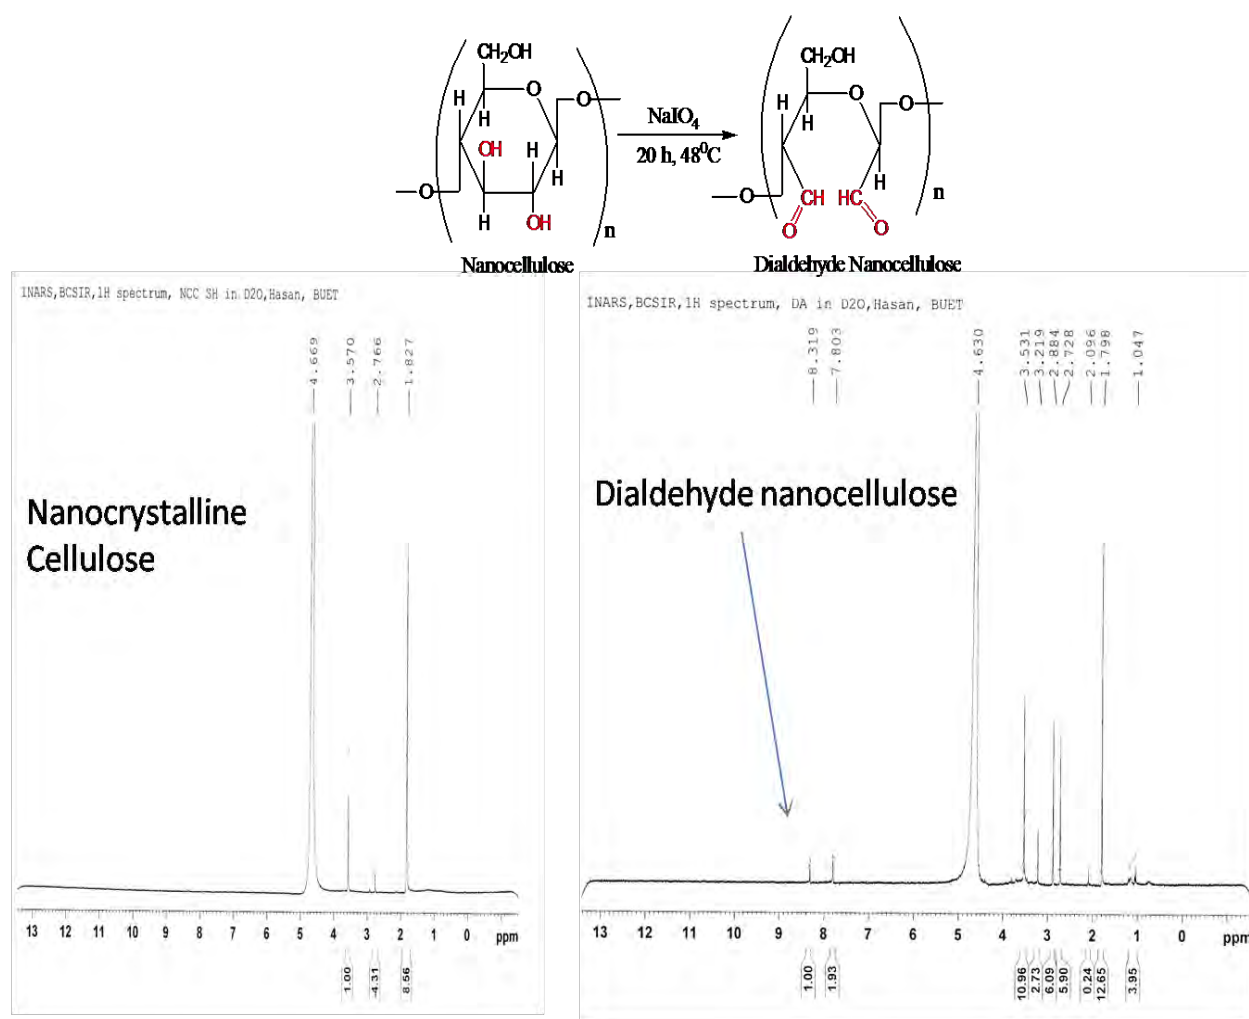 CH₂OH
O
H
H
O
OH
H
H
O
H
OH
n
Nanocellulose
NaIO₄
20 h, 48⁰C
CH₂OH
O
H
H
O
H
O
CH
HC
O
O
n
Dialdehyde Nanocellulose
INARS,BCSIR,1H spectrum, NCC SH in D2O,Hasan, BUET
4.669
3.570
2.766
1.827
Nanocrystalline
Cellulose
13 12 11 10 9 8 7 6 5 4 3 2 1 0 ppm
1.00
4.31
8.56
INARS,BCSIR,1H spectrum, DA in D2O,Hasan, BUET
8.319
7.803
4.630
3.531
3.219
2.884
2.728
2.096
1.798
1.047
Dialdehyde nanocellulose
13 12 11 10 9 8 7 6 5 4 3 2 1 0 ppm
1.00
1.93
10.96
2.73
6.09
5.90
0.24
12.65
3.95